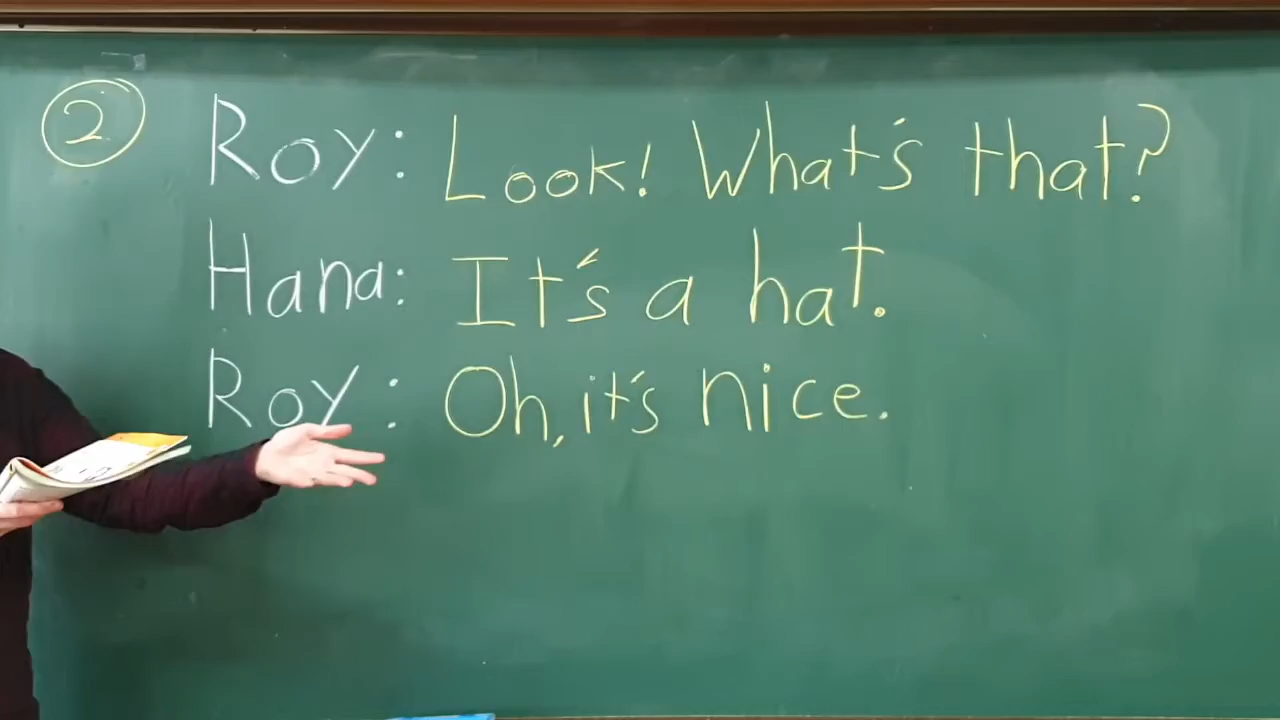 ② Roy: Look! What's that?
Hana: It's a hat.
Roy: Oh, it's nice.